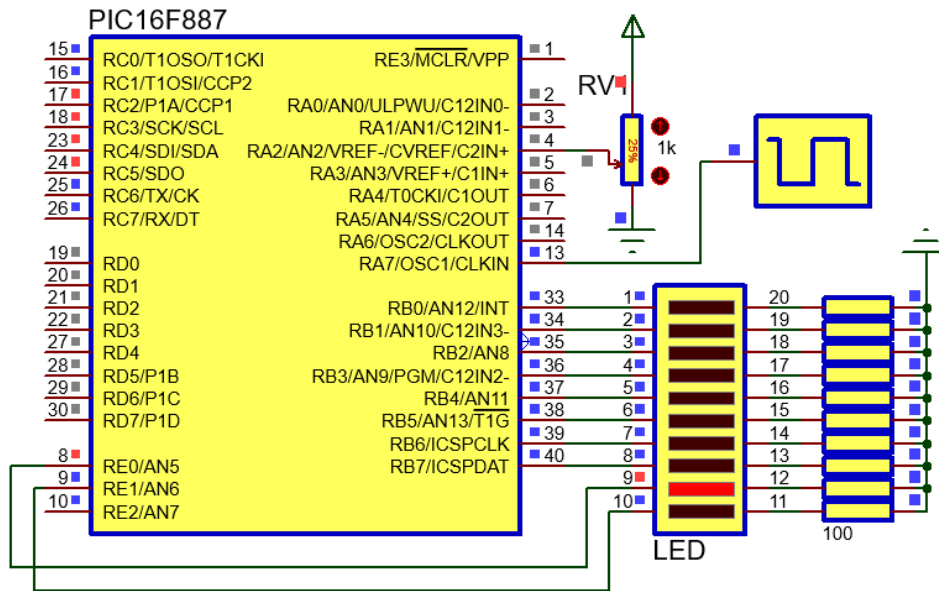 PIC16F887
15 RC0/T1OSO/T1CKI RE3/MCLR/VPP 1
16 RC1/T1OSI/CCP2
17 RC2/P1A/CCP1 RA0/AN0/ULPWU/C12IN0- 2
18 RC3/SCK/SCL RA1/AN1/C12IN1- 3
23 RC4/SDI/SDA RA2/AN2/VREF-/CVREF/C2IN+ 4
24 RC5/SDO RA3/AN3/VREF+/C1IN+ 5
25 RC6/TX/CK RA4/T0CKI/C1OUT 6
26 RC7/RX/DT RA5/AN4/SS/C2OUT 7
RA6/OSC2/CLKOUT 14
19 RD0 RA7/OSC1/CLKIN 13
20 RD1
21 RD2 RB0/AN12/INT 33
22 RD3 RB1/AN10/C12IN3- 34
27 RD4 RB2/AN8 35
28 RD5/P1B RB3/AN9/PGM/C12IN2- 36
29 RD6/P1C RB4/AN11 37
30 RD7/P1D RB5/AN13/T1G 38
RB6/ICSPCLK 39
8 RE0/AN5 RB7/ICSPDAT 40
9 RE1/AN6
10 RE2/AN7
RV1
25%
1k
1 20
2 19
3 18
4 17
5 16
6 15
7 14
8 13
9 12
10 11
LED
100